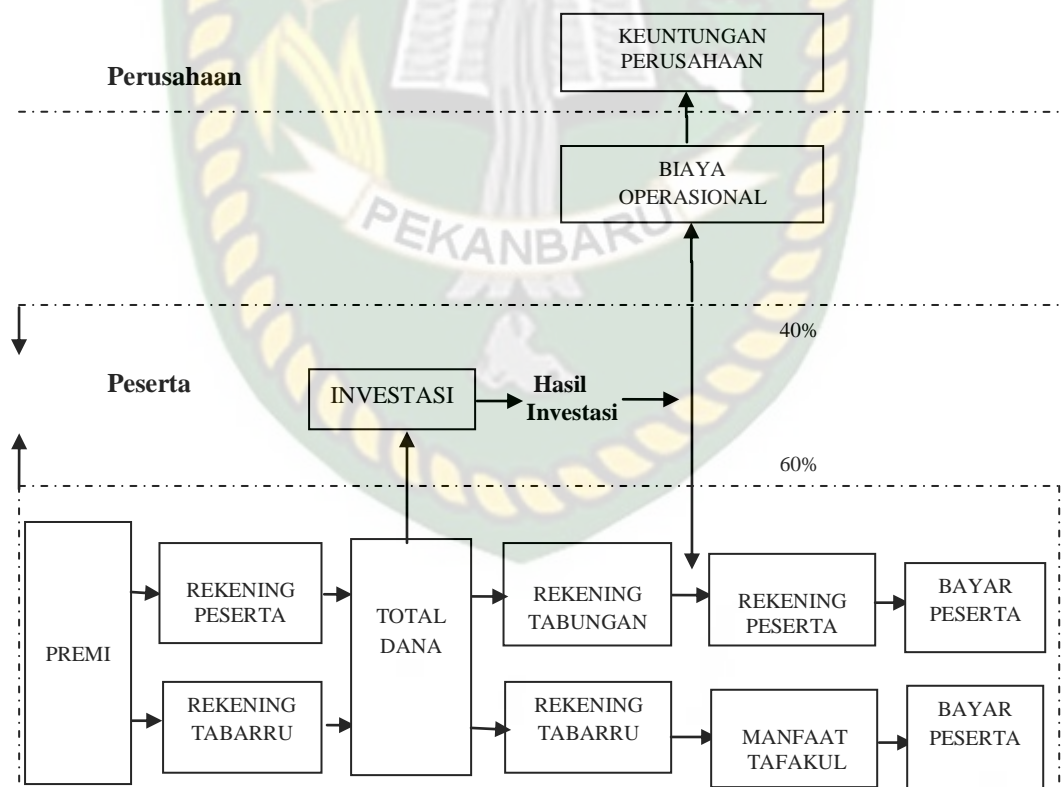 KEUNTUNGAN
PERUSAHAAN
Perusahaan
BIAYA
OPERASIONAL
PEKANBARU
40%
Peserta
INVESTASI
Hasil
Investasi
60%
PREMI
REKENING
PESERTA
REKENING
TABARRU
TOTAL
DANA
REKENING
TABUNGAN
REKENING
TABARRU
REKENING
PESERTA
MANFAAT
TAFAKUL
BAYAR
PESERTA
BAYAR
PESERTA